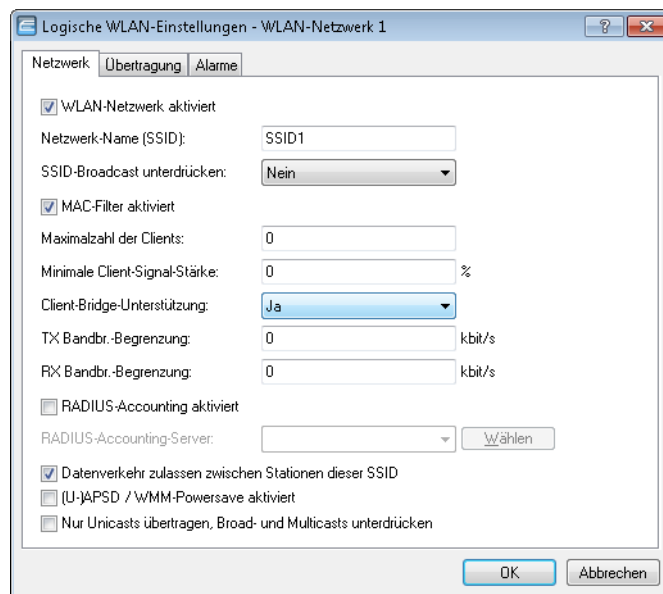 Logische WLAN-Einstellungen - WLAN-Netzwerk 1
Netzwerk Übertragung Alarme
WLAN-Netzwerk aktiviert
Netzwerk-Name (SSID): SSID1
SSID-Broadcast unterdrücken: Nein
MAC-Filter aktiviert
Maximalzahl der Clients: 0
Minimale Client-Signal-Stärke: 0 %
Client-Bridge-Unterstützung: Ja
TX Bandbr.-Begrenzung: 0 kbit/s
RX Bandbr.-Begrenzung: 0 kbit/s
RADIUS-Accounting aktiviert
RADIUS-Accounting-Server: Wählen
Datenverkehr zulassen zwischen Stationen dieser SSID
(U-)APSD / WMM-Powersave aktiviert
Nur Unicasts übertragen, Broad- und Multicasts unterdrücken
OK Abbrechen